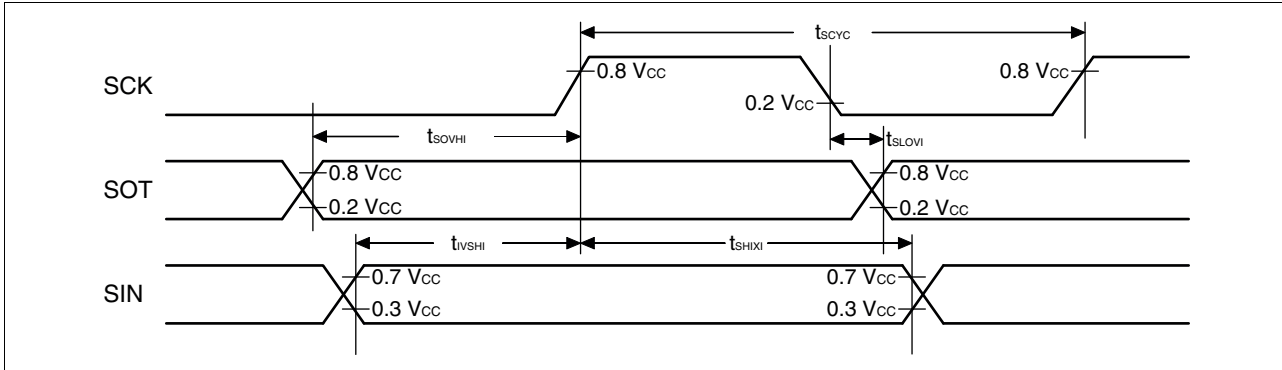 tSCYC
SCK
0.8 VCC
0.8 VCC
0.2 VCC
tSOVHI
tSLOVI
SOT
0.8 VCC
0.8 VCC
0.2 VCC
0.2 VCC
tIVSHI
tSHIXI
SIN
0.7 VCC
0.7 VCC
0.3 VCC
0.3 VCC